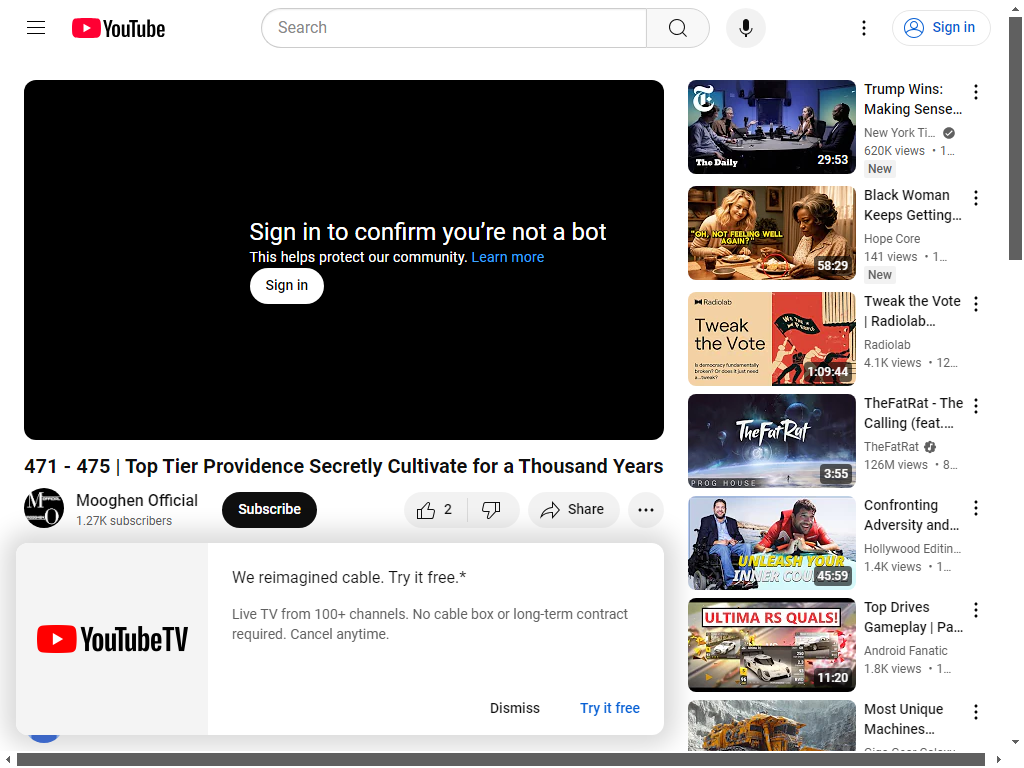 YouTube
Search
Sign in
Sign in to confirm you're not a bot
This helps protect our community. Learn more
Sign in
471 - 475 | Top Tier Providence Secretly Cultivate for a Thousand Years
Mooghen Official
1.27K subscribers
Subscribe
2
Share
YouTubeTV
We reimagined cable. Try it free.*
Live TV from 100+ channels. No cable box or long-term contract
required. Cancel anytime.
Dismiss
Try it free
The Daily
29:53
Trump Wins:
Making Sense…
New York Ti…
620K views • 1…
New
"OH, NOT FEELING WELL
AGAIN?"
58:29
Black Woman
Keeps Getting…
Hope Core
141 views • 1…
New
Radiolab
Tweak
the Vote
Is democracy fundamentally
broken? Or does it just need
a...tweak?
1:09:44
Tweak the Vote
| Radiolab…
Radiolab
4.1K views • 12…
TheFatRat
PROG HOUSE
3:55
TheFatRat - The
Calling (feat.…
TheFatRat
126M views • 8…
UNLEASH YOUR
INNER COU
45:59
Confronting
Adversity and…
Hollywood Editin…
1.4K views • 1…
ULTIMA RS QUALS!
11:20
Top Drives
Gameplay | Pa…
Android Fanatic
1.8K views • 1…
Most Unique
Machines…